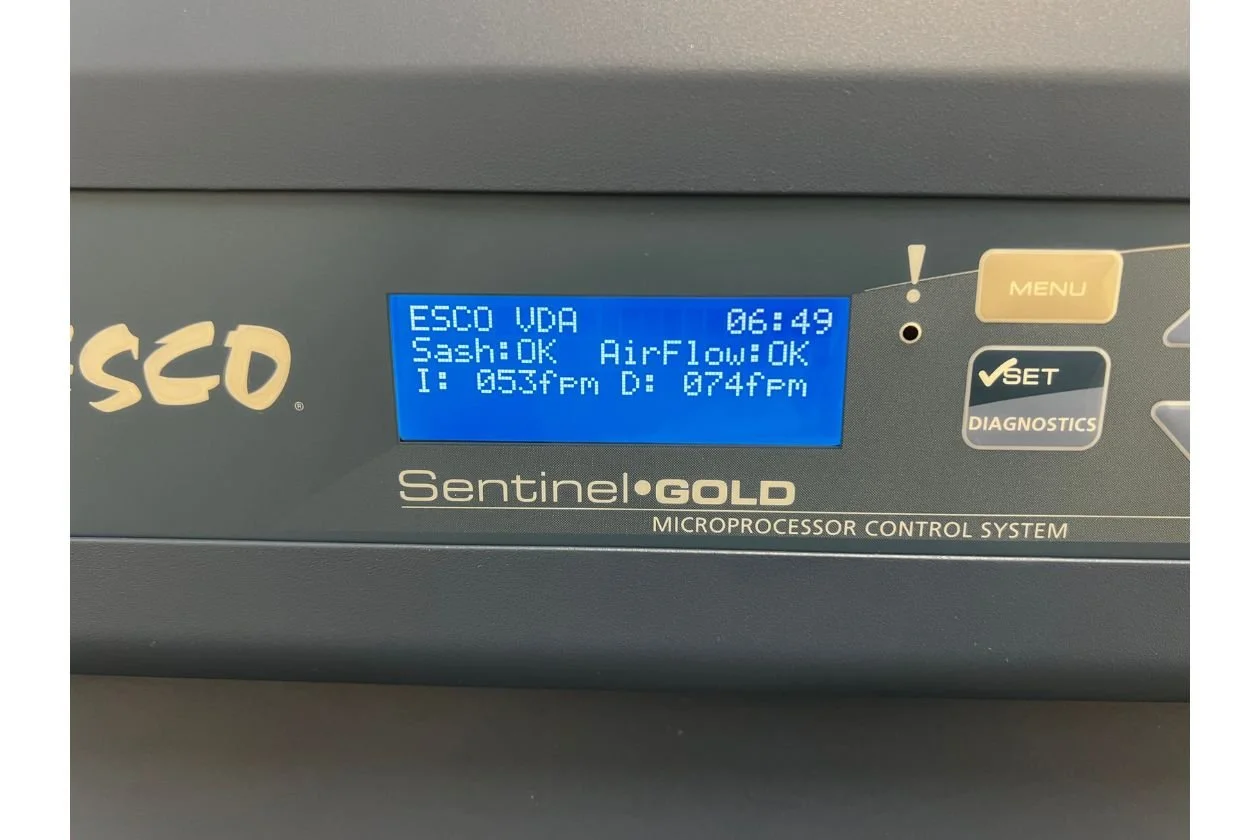 ESCO®
ESCO VDA 06:49
Sash:OK AirFlow:OK
I: 053fpm D: 074fpm
Sentinel•GOLD
MICROPROCESSOR CONTROL SYSTEM
!
MENU
✓SET
DIAGNOSTICS